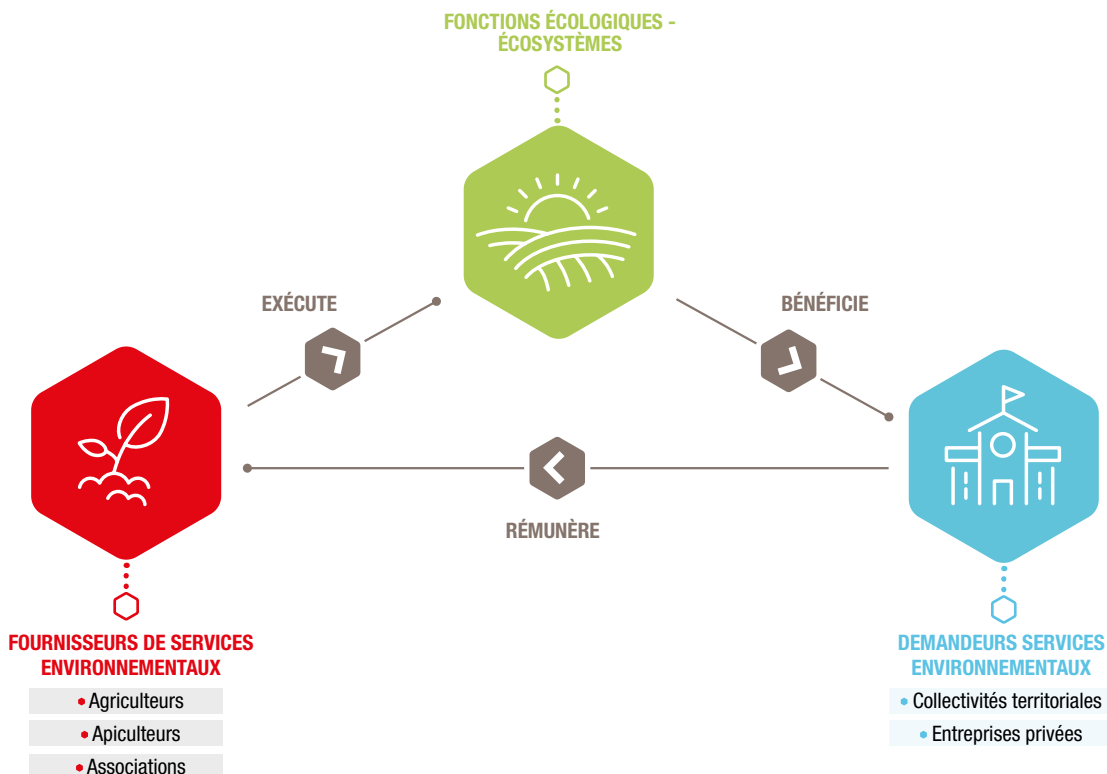 FONCTIONS ÉCOLOGIQUES -
ÉCOSYSTÈMES
EXÉCUTE
BÉNÉFICIE
RÉMUNÈRE
FOURNISSEURS DE SERVICES
ENVIRONNEMENTAUX
• Agriculteurs
• Apiculteurs
• Associations
DEMANDEURS SERVICES
ENVIRONNEMENTAUX
• Collectivités territoriales
• Entreprises privées